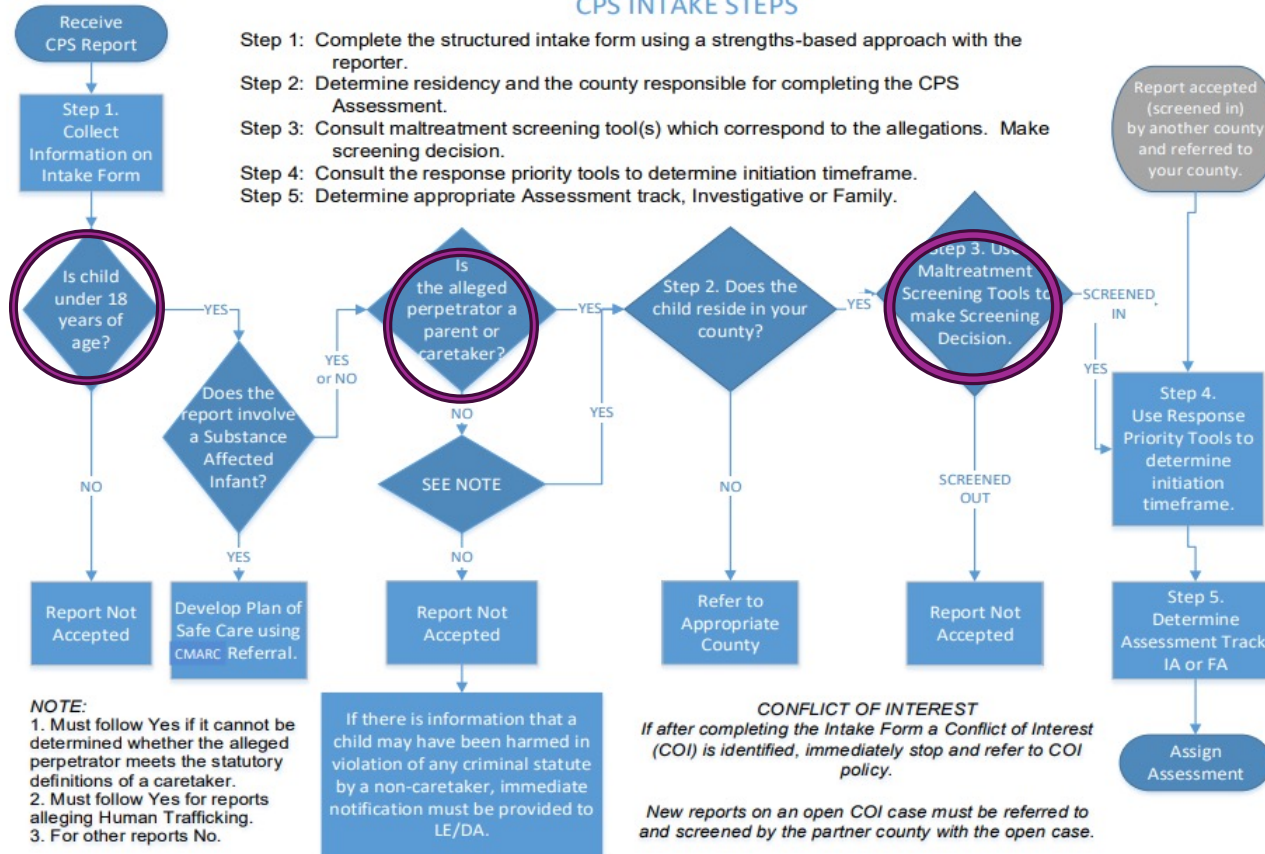 CPS INTAKE STEPS
Receive
CPS Report
Step 1: Complete the structured intake form using a strengths-based approach with the
reporter.
Step 2: Determine residency and the county responsible for completing the CPS
Assessment.
Step 3: Consult maltreatment screening tool(s) which correspond to the allegations. Make
screening decision.
Step 4: Consult the response priority tools to determine initiation timeframe.
Step 5: Determine appropriate Assessment track, Investigative or Family.
Step 1.
Collect
Information on
Intake Form
Report accepted
(screened in)
by another county
and referred to
your county.
Is child
under 18
years of
age?
YES
NO
Report Not
Accepted
Does the
report involve
a Substance
Affected
Infant?
YES
or NO
YES
Develop Plan of
Safe Care using
CMARC Referral.
Is
the alleged
perpetrator a
parent or
caretaker?
YES
NO
SEE NOTE
YES
NO
Report Not
Accepted
If there is information that a
child may have been harmed in
violation of any criminal statute
by a non-caretaker, immediate
notification must be provided to
LE/DA.
Step 2. Does the
child reside in your
county?
YES
NO
Refer to
Appropriate
County
Step 3. Use
Maltreatment
Screening Tools to
make Screening
Decision.
SCREENED
IN
YES
SCREENED
OUT
Report Not
Accepted
Step 4.
Use Response
Priority Tools to
determine
initiation
timeframe.
Step 5.
Determine
Assessment Track
IA or FA
Assign
Assessment
NOTE:
1. Must follow Yes if it cannot be
determined whether the alleged
perpetrator meets the statutory
definitions of a caretaker.
2. Must follow Yes for reports
alleging Human Trafficking.
3. For other reports No.
CONFLICT OF INTEREST
If after completing the Intake Form a Conflict of Interest
(COI) is identified, immediately stop and refer to COI
policy.
New reports on an open COI case must be referred to
and screened by the partner county with the open case.